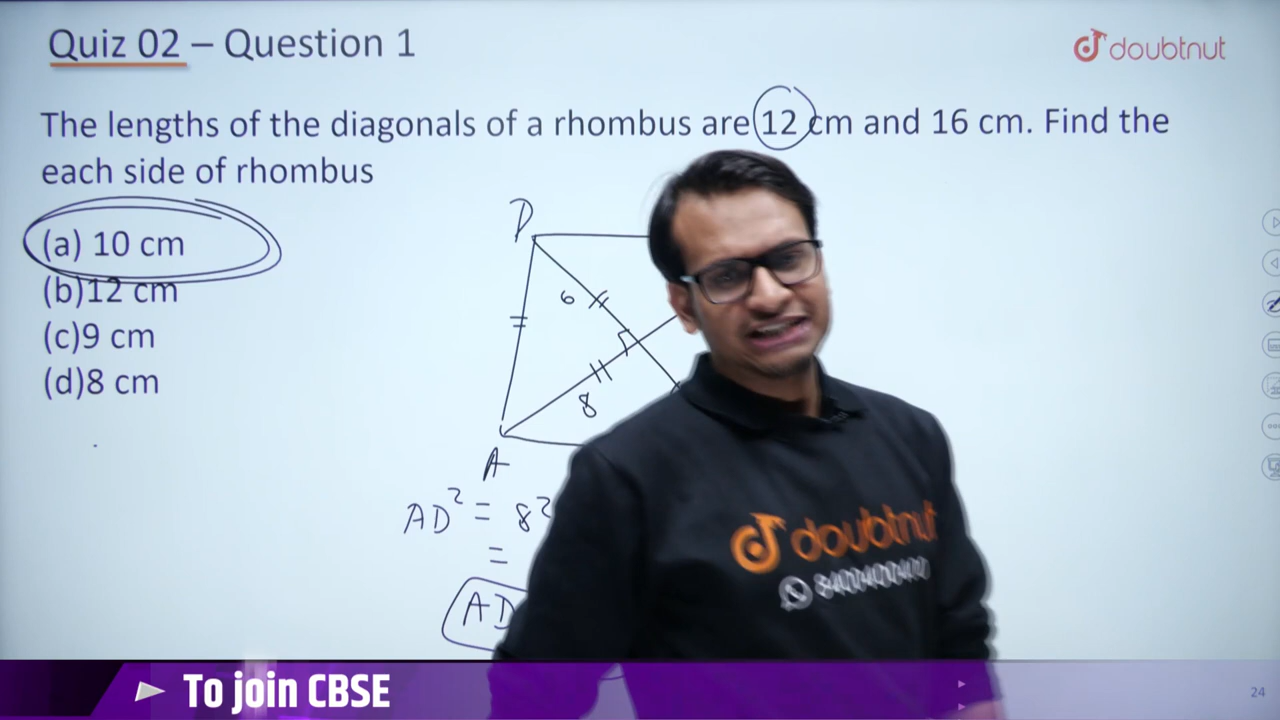 Quiz 02 – Question 1
doubtnut
The lengths of the diagonals of a rhombus are 12 cm and 16 cm. Find the
each side of rhombus
(a) 10 cm
(b)12 cm
(c)9 cm
(d)8 cm
D
6
8
A
AD² = 8²
=
AD
doubtnut
8400400400
To join CBSE
24